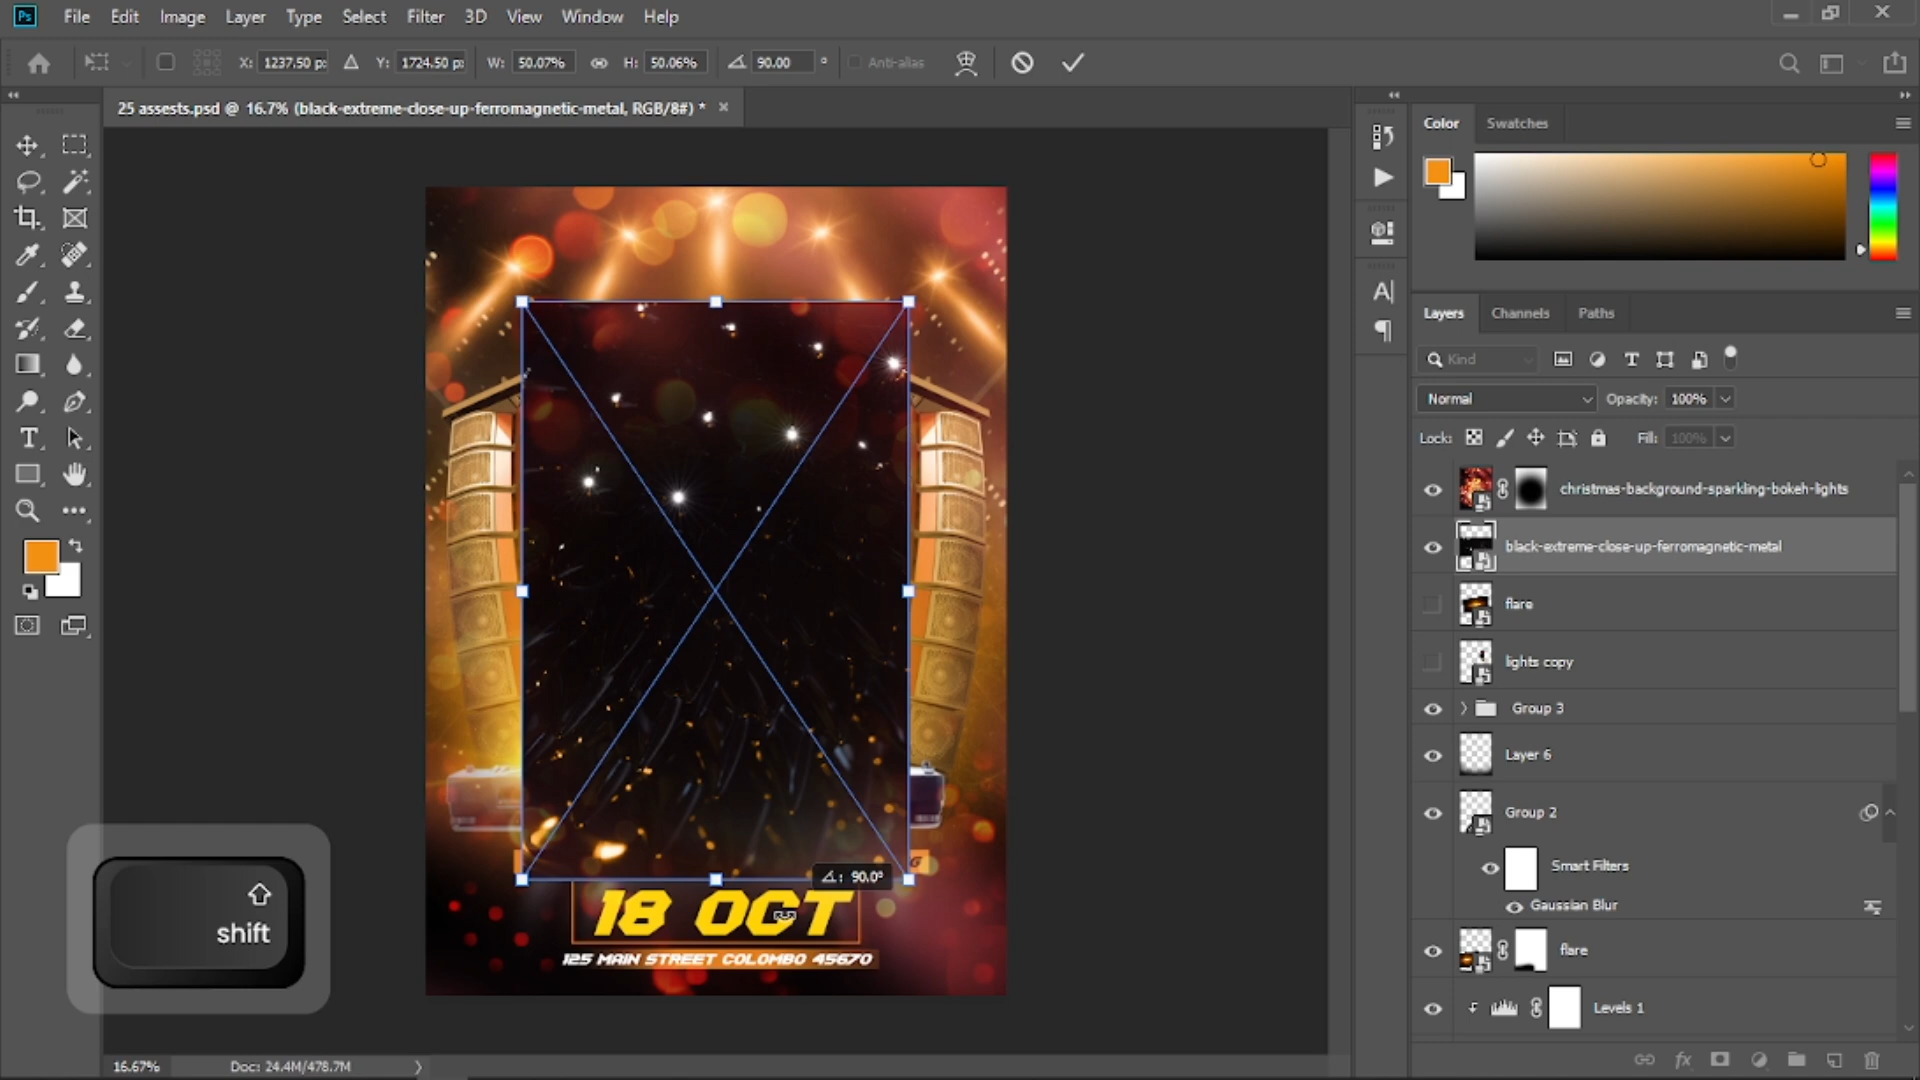 Ps File Edit Image Layer Type Select Filter 3D View Window Help
X: 1237.50 p Y: 1724.50 p W: 50.07% H: 50.06% 90.00 ° Anti-alias
25 assests.psd @ 16.7% (black-extreme-close-up-ferromagnetic-metal, RGB/8#) *
Color Swatches
Layers Channels Paths
Kind
Normal Opacity: 100%
Lock: Fill: 100%
christmas-background-sparkling-bokeh-lights
black-extreme-close-up-ferromagnetic-metal
flare
lights copy
Group 3
Layer 6
Group 2
Smart Filters
Gaussian Blur
flare
Levels 1
: 90.0°
18 OCT
125 MAIN STREET COLOMBO 45670
shift
16.67% Doc: 24.4M/478.7M